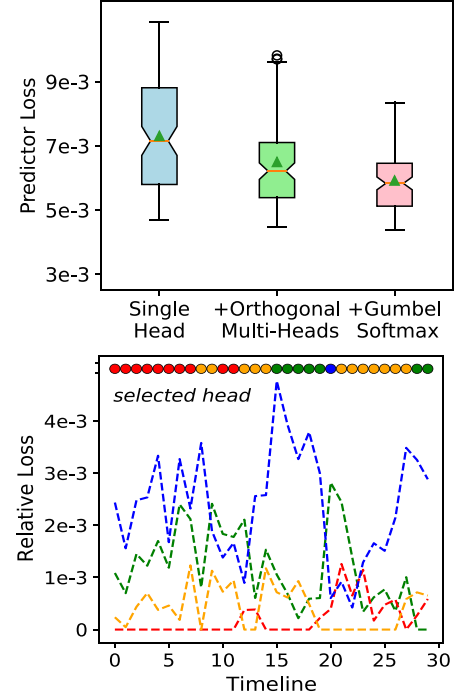 9e-3
7e-3
5e-3
3e-3
Predictor Loss
Single
Head
+Orthogonal
Multi-Heads
+Gumbel
Softmax
selected head
4e-3
3e-3
2e-3
1e-3
0
Relative Loss
0 5 10 15 20 25 30
Timeline